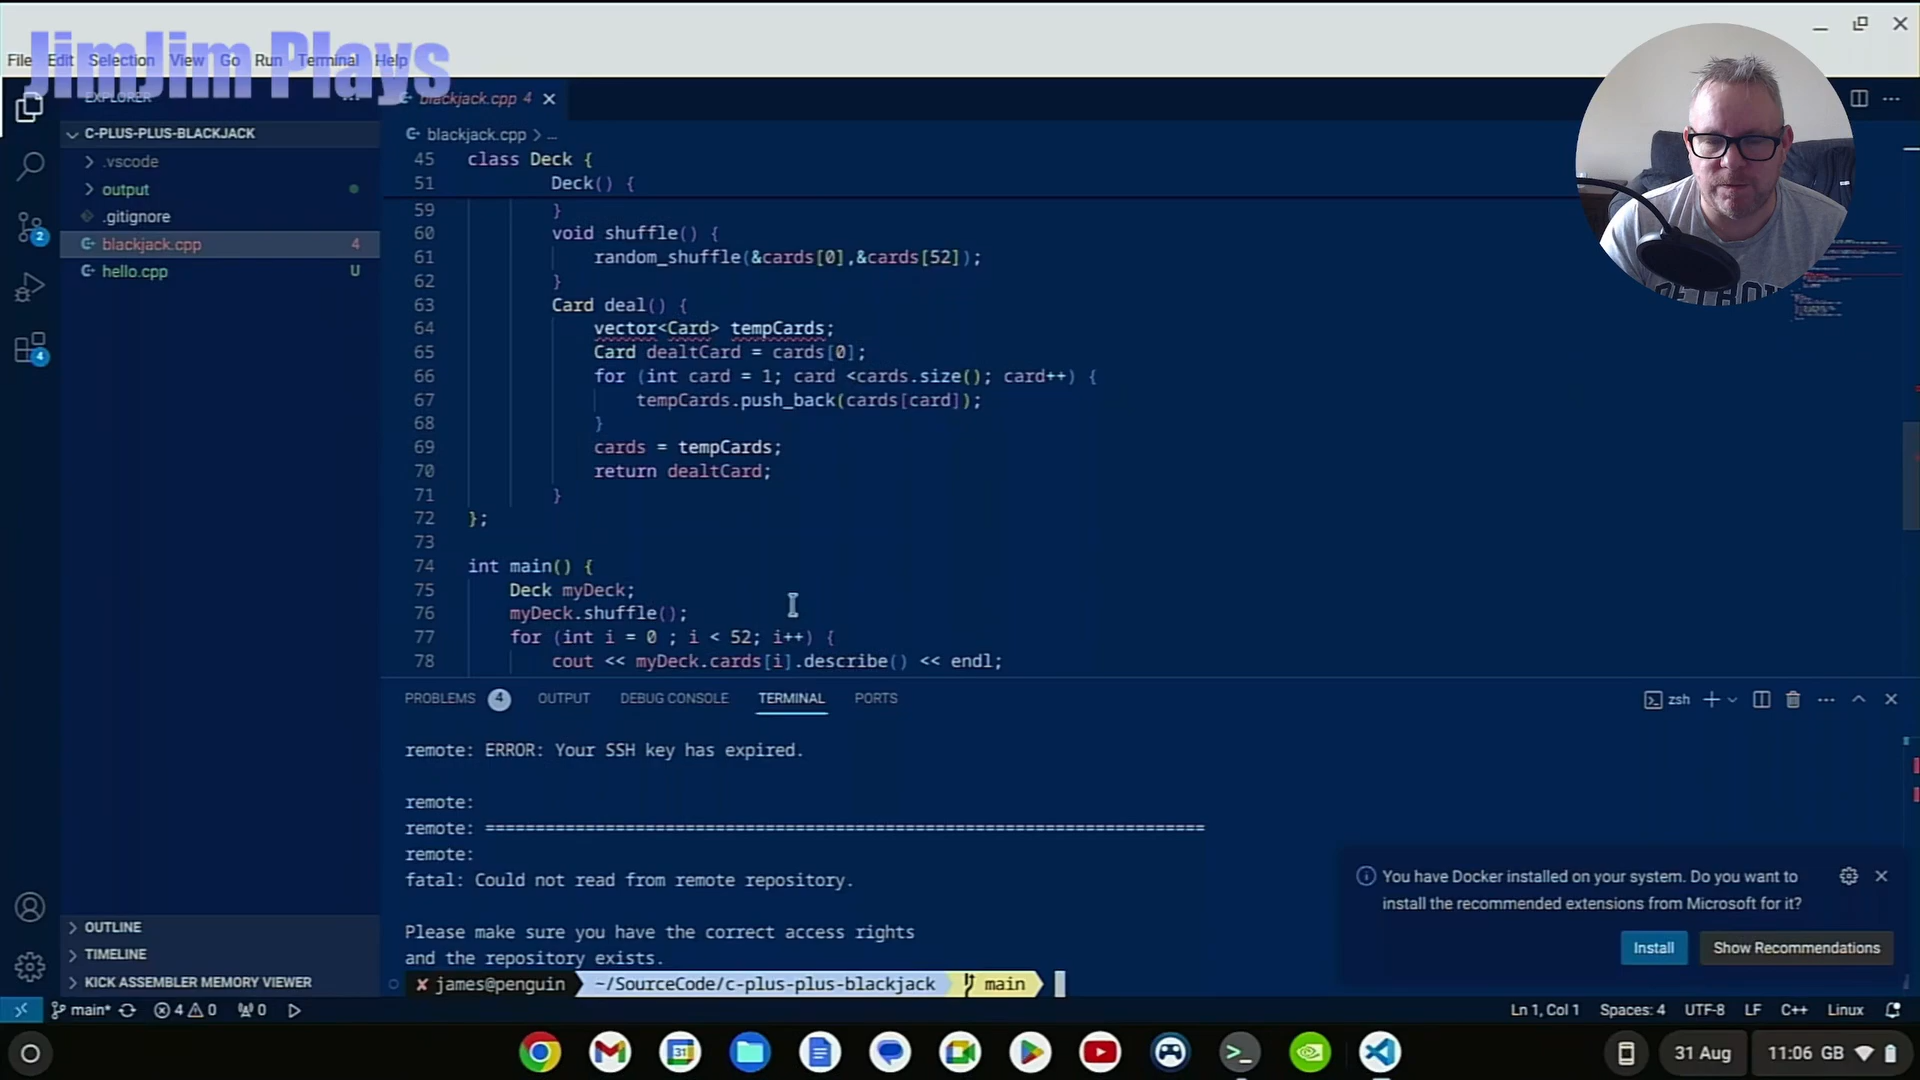 JimJim Plays
File Edit Selection View Go Run Terminal Help
EXPLORER
blackjack.cpp 4
C-PLUS-PLUS-BLACKJACK
blackjack.cpp > ...
.vscode
output
.gitignore
blackjack.cpp 4
hello.cpp U
2
4
45 class Deck {
51 Deck() {
59 }
60 void shuffle() {
61 random_shuffle(&cards[0],&cards[52]);
62 }
63 Card deal() {
64 vector<Card> tempCards;
65 Card dealtCard = cards[0];
66 for (int card = 1; card <cards.size(); card++) {
67 tempCards.push_back(cards[card]);
68 }
69 cards = tempCards;
70 return dealtCard;
71 }
72 };
73
74 int main() {
75 Deck myDeck;
76 myDeck.shuffle();
77 for (int i = 0 ; i < 52; i++) {
78 cout << myDeck.cards[i].describe() << endl;
PROBLEMS 4 OUTPUT DEBUG CONSOLE TERMINAL PORTS
zsh
remote: ERROR: Your SSH key has expired.
remote:
remote: ========================================================================
remote:
fatal: Could not read from remote repository.
Please make sure you have the correct access rights
and the repository exists.
✘ james@penguin ~/SourceCode/c-plus-plus-blackjack main
You have Docker installed on your system. Do you want to
install the recommended extensions from Microsoft for it?
Install Show Recommendations
OUTLINE
TIMELINE
KICK ASSEMBLER MEMORY VIEWER
main* 4 0 0
Ln 1, Col 1 Spaces: 4 UTF-8 LF C++ Linux
31 Aug 11:06 GB